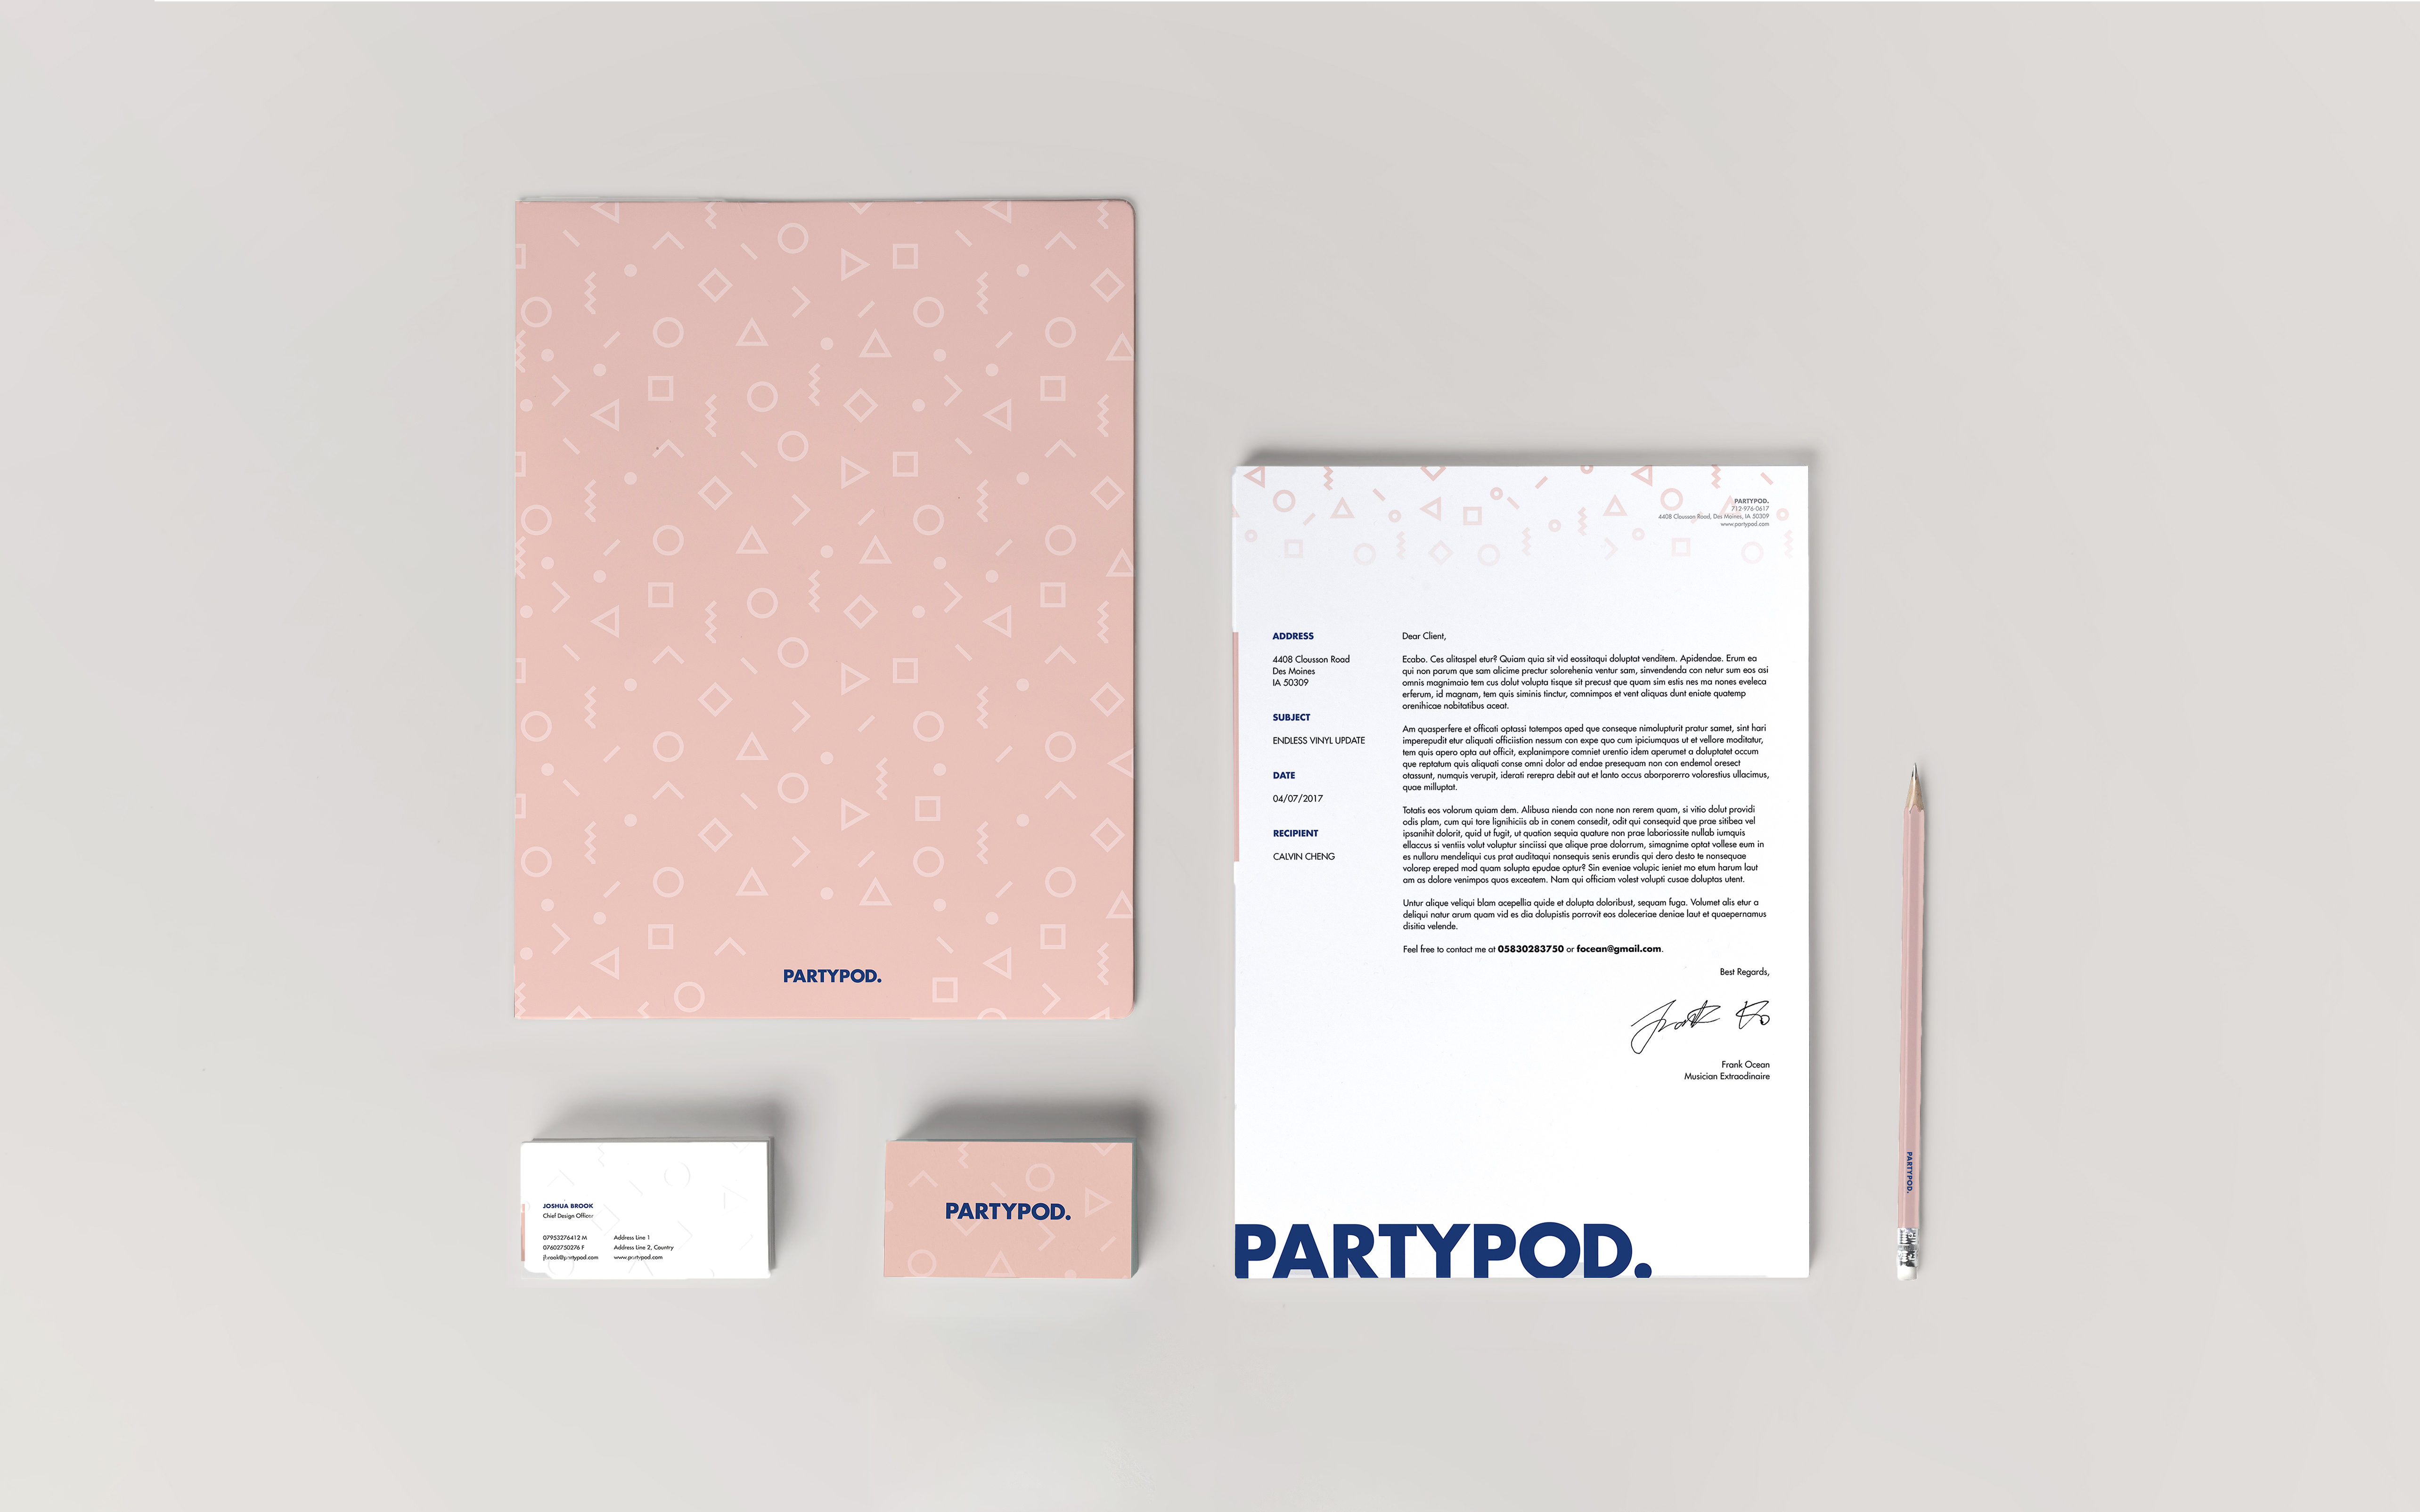 PARTYPOD.
JOSHUA BROOK
Chief Design Officer
07953276412 M
07602750276 F
jbrook@partypod.com
Address Line 1
Address Line 2, Country
www.partypod.com
PARTYPOD.
PARTYPOD.
712-976-0617
4408 Clousson Road, Des Moines, IA 50309
www.partypod.com
ADDRESS
4408 Clousson Road
Des Moines
IA 50309
SUBJECT
ENDLESS VINYL UPDATE
DATE
04/07/2017
RECIPIENT
CALVIN CHENG
Dear Client,
Ecabo. Ces alitaspel etur? Quiam quia sit vid eossitaqui doluptat venditem. Apidendae. Erum ea
qui non parum que sam alicime prectur solorehenia ventur sam, sinvendenda con netur sum eos asi
omnis magnimaio tem cus dolut volupta tisque sit precust que quam sim estis nes ma nones eveleca
erferum, id magnam, tem quis siminis tinctur, comnimpos et vent aliquas dunt eniate quatemp
orenihicae nobitatibus aceat.
Am quasperfere et officati optassi tatempos aped que conseque nimolupturit pratur samet, sint hari
imperepudit etur aliquati officiistion nessum con expe quo cum ipiciumquas ut et vellore moditatur,
tem quis apero opta aut officit, explanimpore comniet urentio idem aperumet a doluptatet occum
que reptatum quis aliquati conse omni dolor ad endae presequam non con endemol oresect
otassunt, numquis verupit, iderati rerepra debit aut et lanto occus aborporerro volorestius ullacimus,
quae milluptat.
Totatis eos volorum quiam dem. Alibusa nienda con none non rerem quam, si vitio dolut providi
odis plam, cum qui tore lignihiciis ab in conem consedit, odit qui consequid que prae sitibea vel
ipsanihit dolorit, quid ut fugit, ut quation sequia quature non prae laboriossite nullab iumquis
ellaccus si ventiis volut voluptur sinciissi que alique prae dolorrum, simagnime optat vollese eum in
es nulloru mendeliqui cus prat auditaqui nonsequis senis erundis qui dero desto te nonsequae
volorep ereped mod quam solupta epudae optur? Sin eveniae volupic ieniet mo etum harum laut
am as dolore venimpos quos exceatem. Nam qui officiam volest volupti cusae doluptas utent.
Untur alique veliqui blam acepellia quide et dolupta doloribust, sequam fuga. Volumet alis etur a
deliqui natur arum quam vid es dia dolupistis porrovit eos doleceriae deniae laut et quaepernamus
disitia velende.
Feel free to contact me at 05830283750 or focean@gmail.com.
Best Regards,
Frank Ocean
Musician Extraodinaire
PARTYPOD.
PARTYPOD.